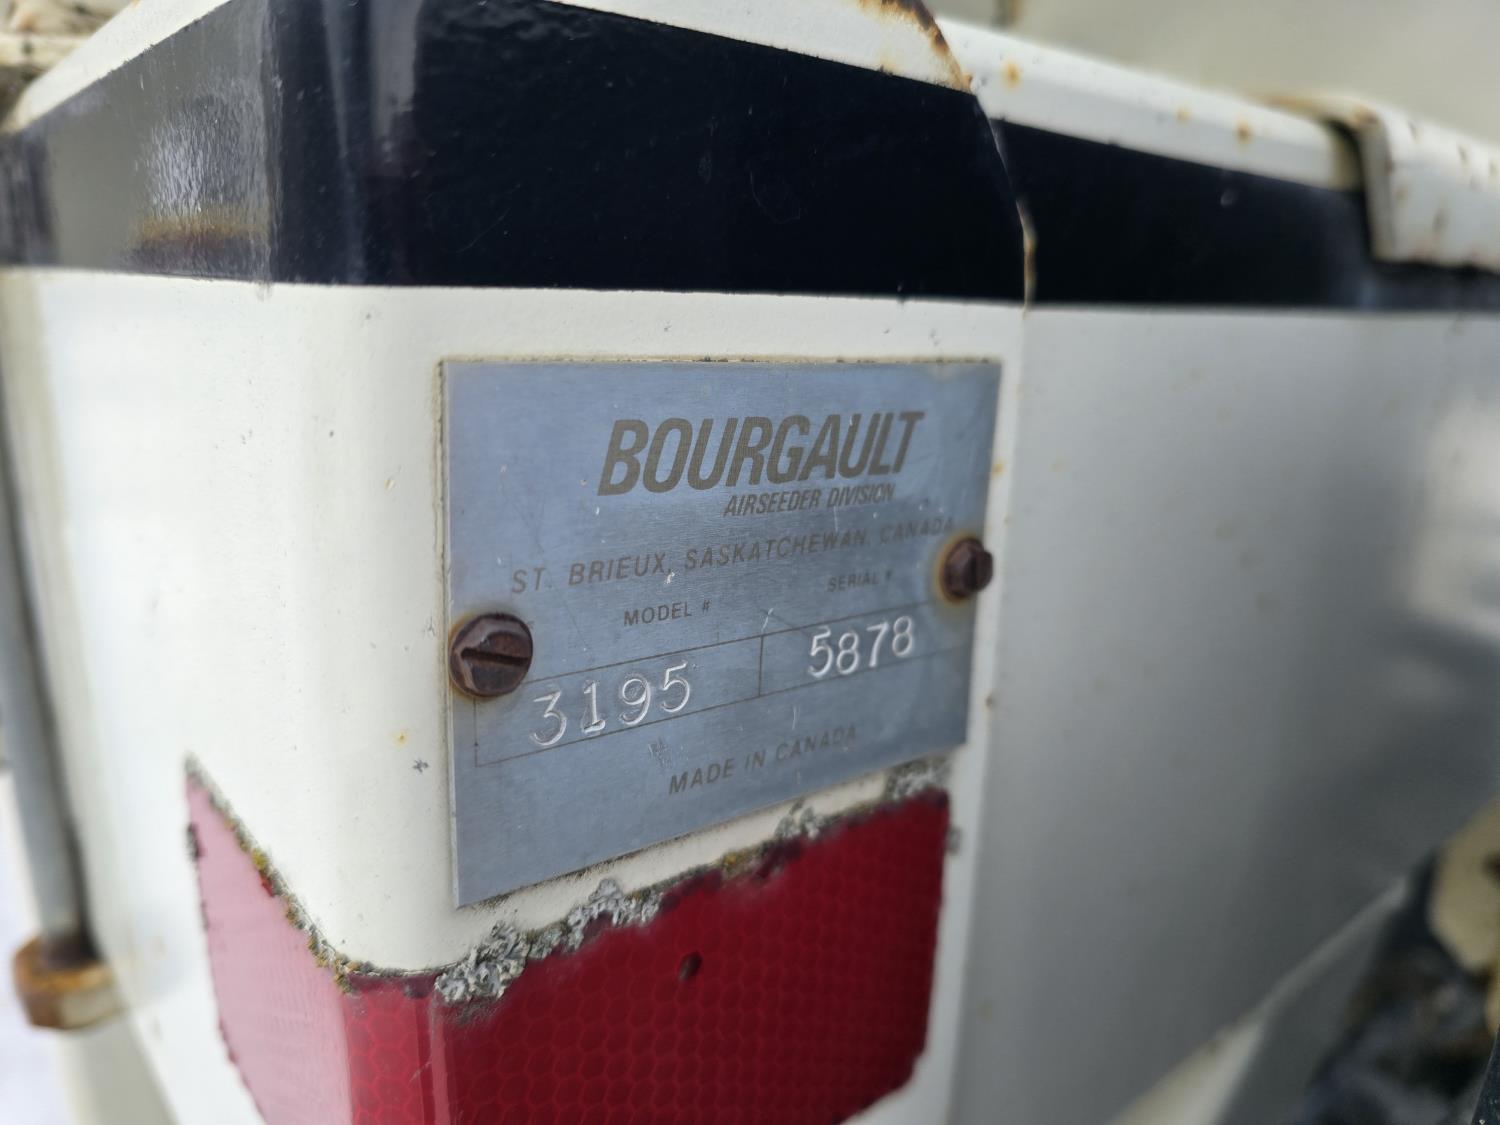 BOURGAULT
AIRSEEDER DIVISION
ST. BRIEUX, SASKATCHEWAN, CANADA
MODEL # SERIAL #
3195 5878
MADE IN CANADA